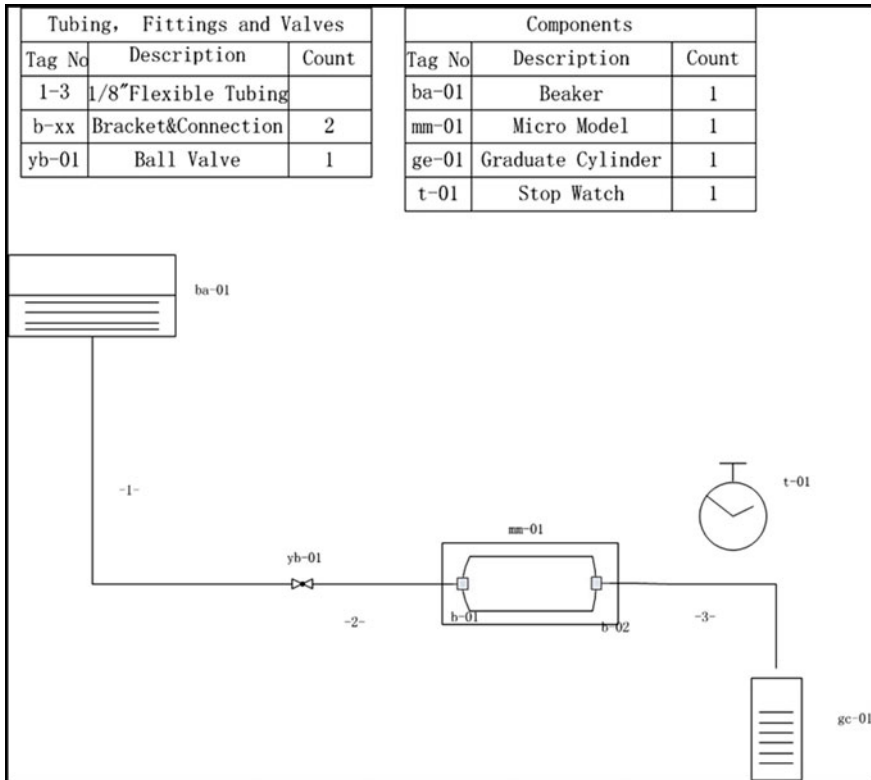 Tubing, Fittings and Valves
Tag No Description Count
1-3 1/8"Flexible Tubing
b-xx Bracket&Connection 2
yb-01 Ball Valve 1
Components
Tag No Description Count
ba-01 Beaker 1
mm-01 Micro Model 1
ge-01 Graduate Cylinder 1
t-01 Stop Watch 1
ba-01
-1-
t-01
mm-01
yb-01
-2-
b-01
b-02
-3-
gc-01